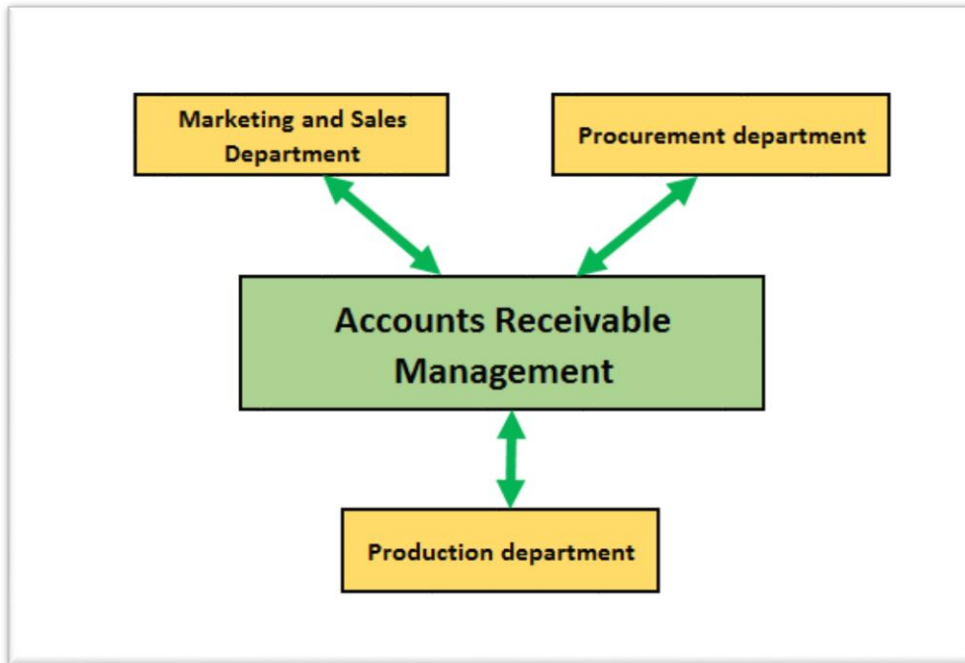 Marketing and Sales
Department
Procurement department
Accounts Receivable
Management
Production department